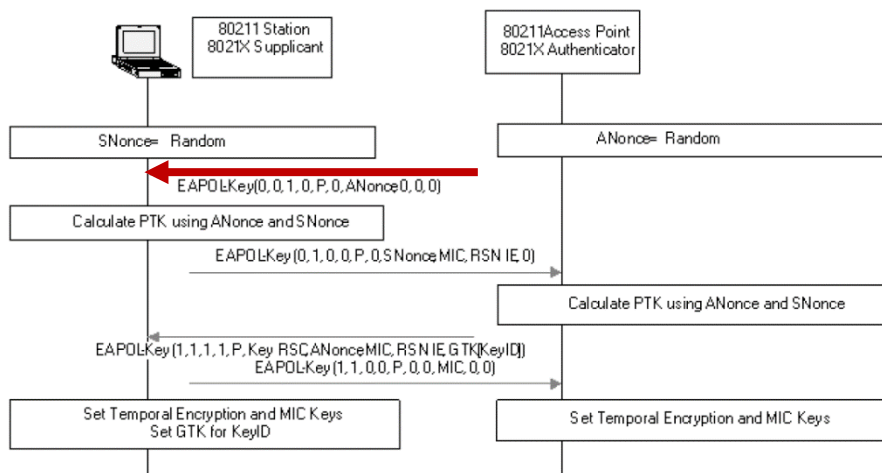 80211 Station
8021X Supplicant
80211Access Point
8021X Authenticator
SNonce= Random
ANonce= Random
EAPOL-Key(0,0,1,0,P,0,ANonce0,0,0)
Calculate PTK using ANonce and SNonce
EAPOL-Key(0,1,0,0,P,0,SNonce,MIC,RSN IE,0)
Calculate PTK using ANonce and SNonce
EAPOL-Key(1,1,1,1,P,Key RSC,ANonce,MIC,RSN IE,GTK[KeyID])
EAPOL-Key(1,1,0,0,P,0,0,MIC,0,0)
Set Temporal Encryption and MIC Keys
Set GTK for KeyID
Set Temporal Encryption and MIC Keys